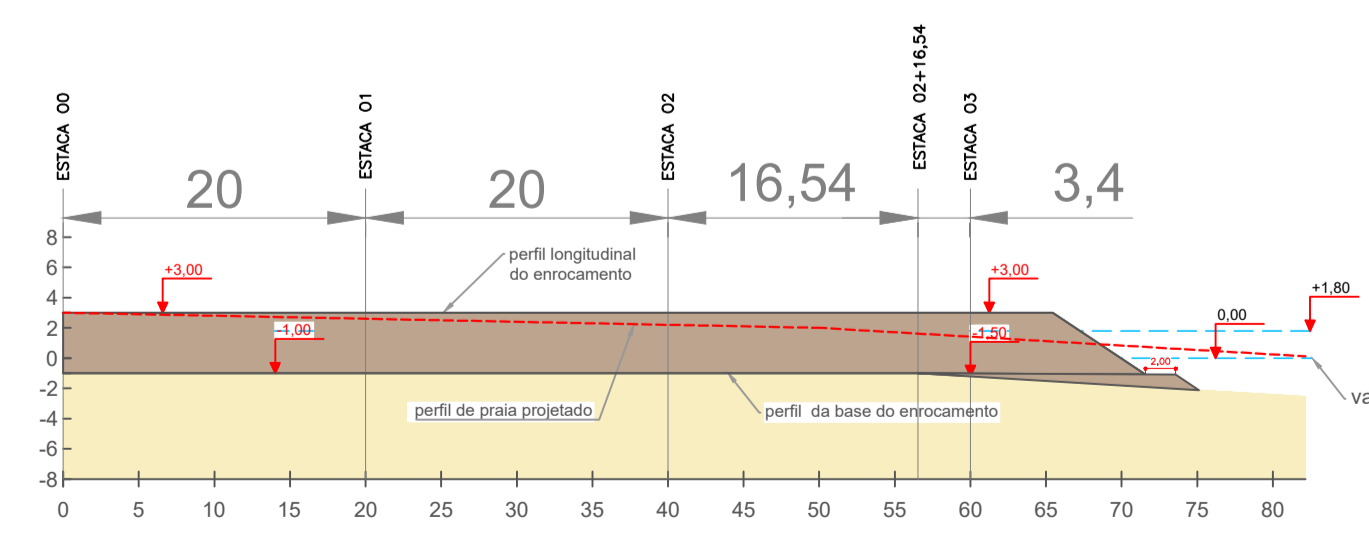 ESTACA 00
ESTACA 01
ESTACA 02
ESTACA 02+16,54
ESTACA 03
20
20
16,54
3,4
perfil longitudinal
do enrocamento
+3,00
+3,00
+1,80
0,00
-1,00
-1,50
2,00
perfil de praia projetado
perfil da base do enrocamento
va
8
6
4
2
0
-2
-4
-6
-8
0 5 10 15 20 25 30 35 40 45 50 55 60 65 70 75 80